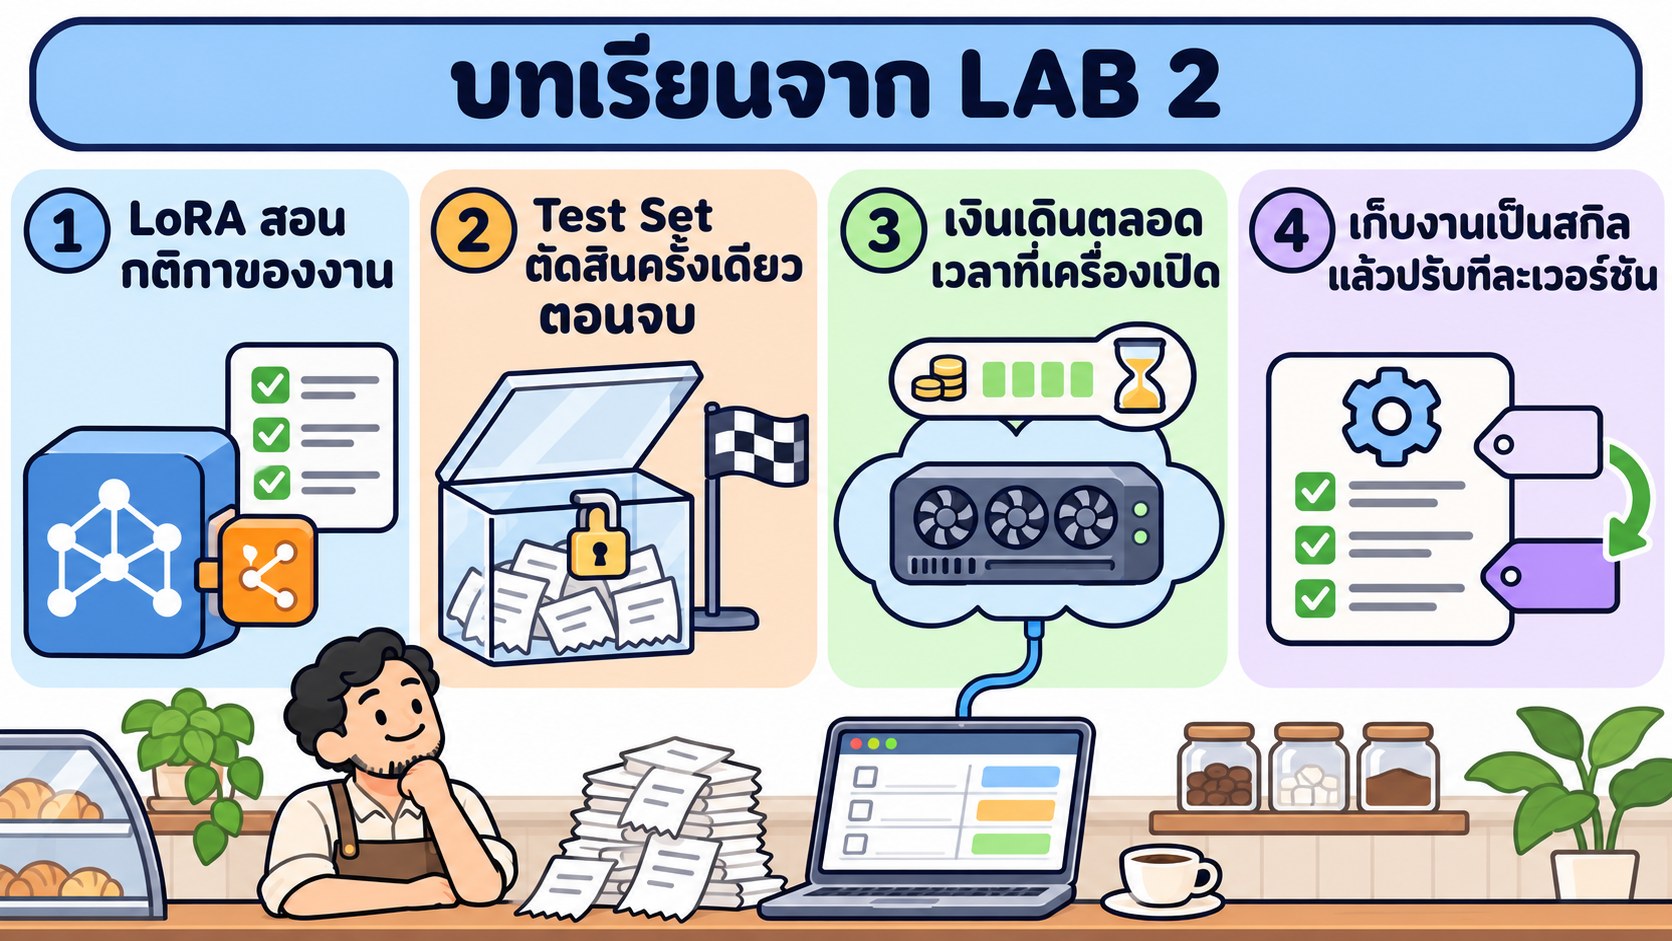 บทเรียนจาก LAB 2
1
LoRA สอน
กติกาของงาน
2
Test Set
ตัดสินครั้งเดียว
ตอนจบ
3
เงินเดินตลอด
เวลาที่เครื่องเปิด
4
เก็บงานเป็นสกิล
แล้วปรับทีละเวอร์ชัน